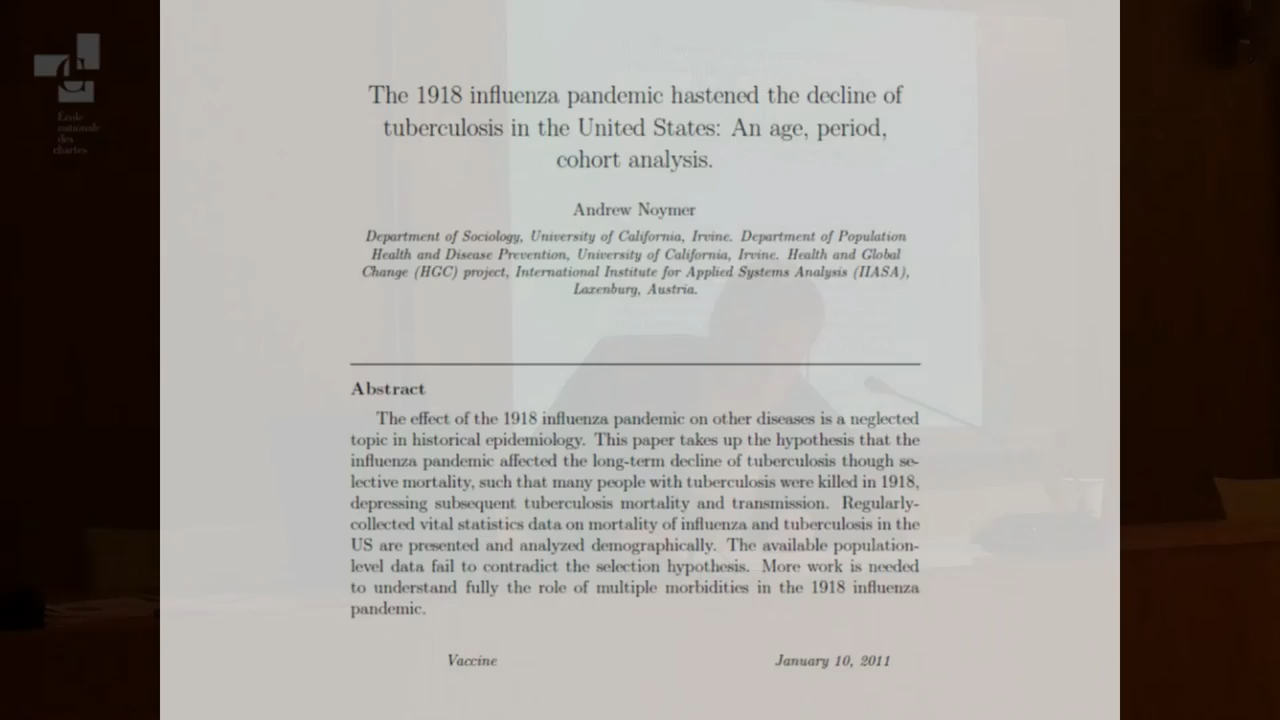 École
nationale
des
chartes
The 1918 influenza pandemic hastened the decline of
tuberculosis in the United States: An age, period,
cohort analysis.
Andrew Noymer
Department of Sociology, University of California, Irvine. Department of Population
Health and Disease Prevention, University of California, Irvine. Health and Global
Change (HGC) project, International Institute for Applied Systems Analysis (IIASA),
Laxenburg, Austria.
Abstract
The effect of the 1918 influenza pandemic on other diseases is a neglected
topic in historical epidemiology. This paper takes up the hypothesis that the
influenza pandemic affected the long-term decline of tuberculosis though se-
lective mortality, such that many people with tuberculosis were killed in 1918,
depressing subsequent tuberculosis mortality and transmission. Regularly-
collected vital statistics data on mortality of influenza and tuberculosis in the
US are presented and analyzed demographically. The available population-
level data fail to contradict the selection hypothesis. More work is needed
to understand fully the role of multiple morbidities in the 1918 influenza
pandemic.
Vaccine
January 10, 2011